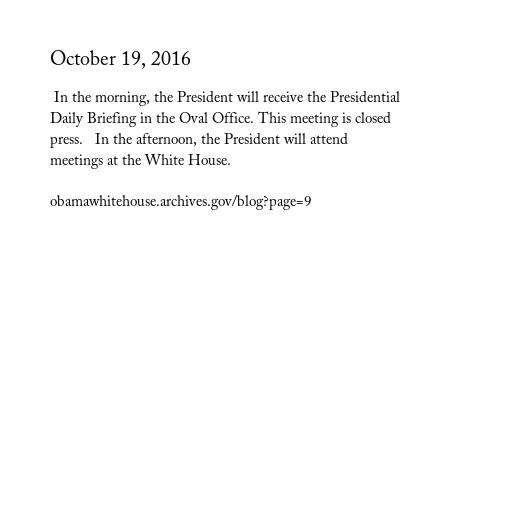 October 19, 2016
In the morning, the President will receive the Presidential
Daily Briefing in the Oval Office. This meeting is closed
press.   In the afternoon, the President will attend
meetings at the White House.
obamawhitehouse.archives.gov/blog?page=9